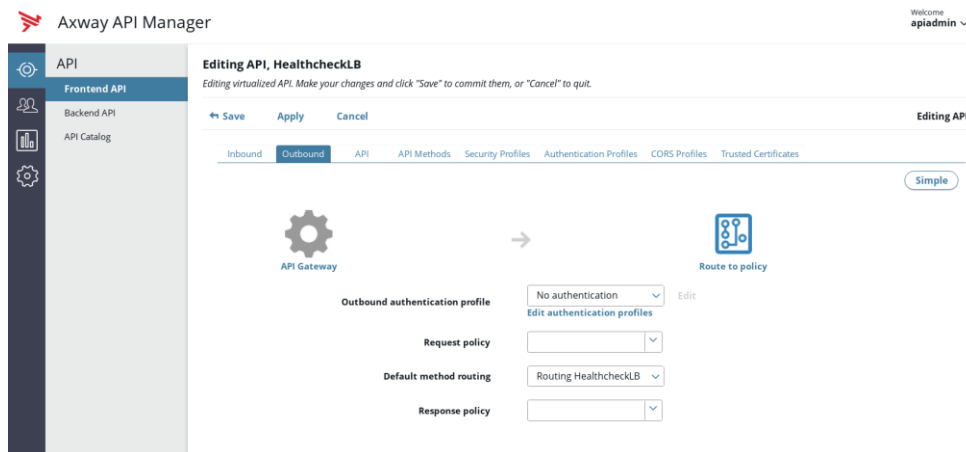 Axway API Manager
Welcome
apiadmin
API
Frontend API
Backend API
API Catalog
Editing API, HealthcheckLB
Editing virtualized API. Make your changes and click "Save" to commit them, or "Cancel" to quit.
Save Apply Cancel Editing API
Inbound Outbound API API Methods Security Profiles Authentication Profiles CORS Profiles Trusted Certificates
Simple
API Gateway Route to policy
Outbound authentication profile No authentication Edit
Edit authentication profiles
Request policy
Default method routing Routing HealthcheckLB
Response policy